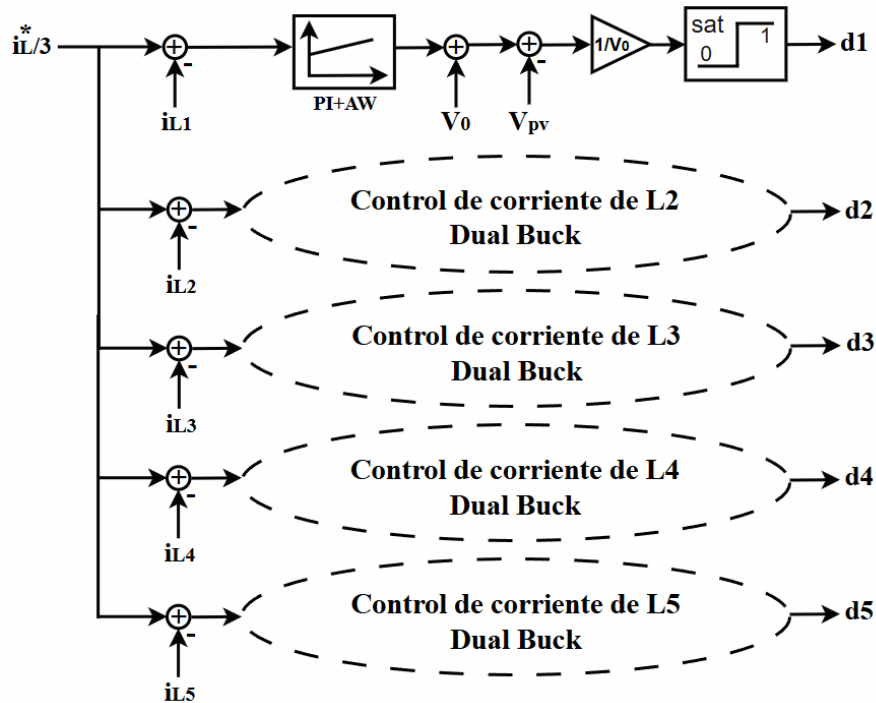 i*L/3
+
-
iL1
PI+AW
+
V0
+
-
Vpv
1/V0
sat
0
1
d1
+
-
iL2
Control de corriente de L2
Dual Buck
d2
+
-
iL3
Control de corriente de L3
Dual Buck
d3
+
-
iL4
Control de corriente de L4
Dual Buck
d4
+
-
iL5
Control de corriente de L5
Dual Buck
d5